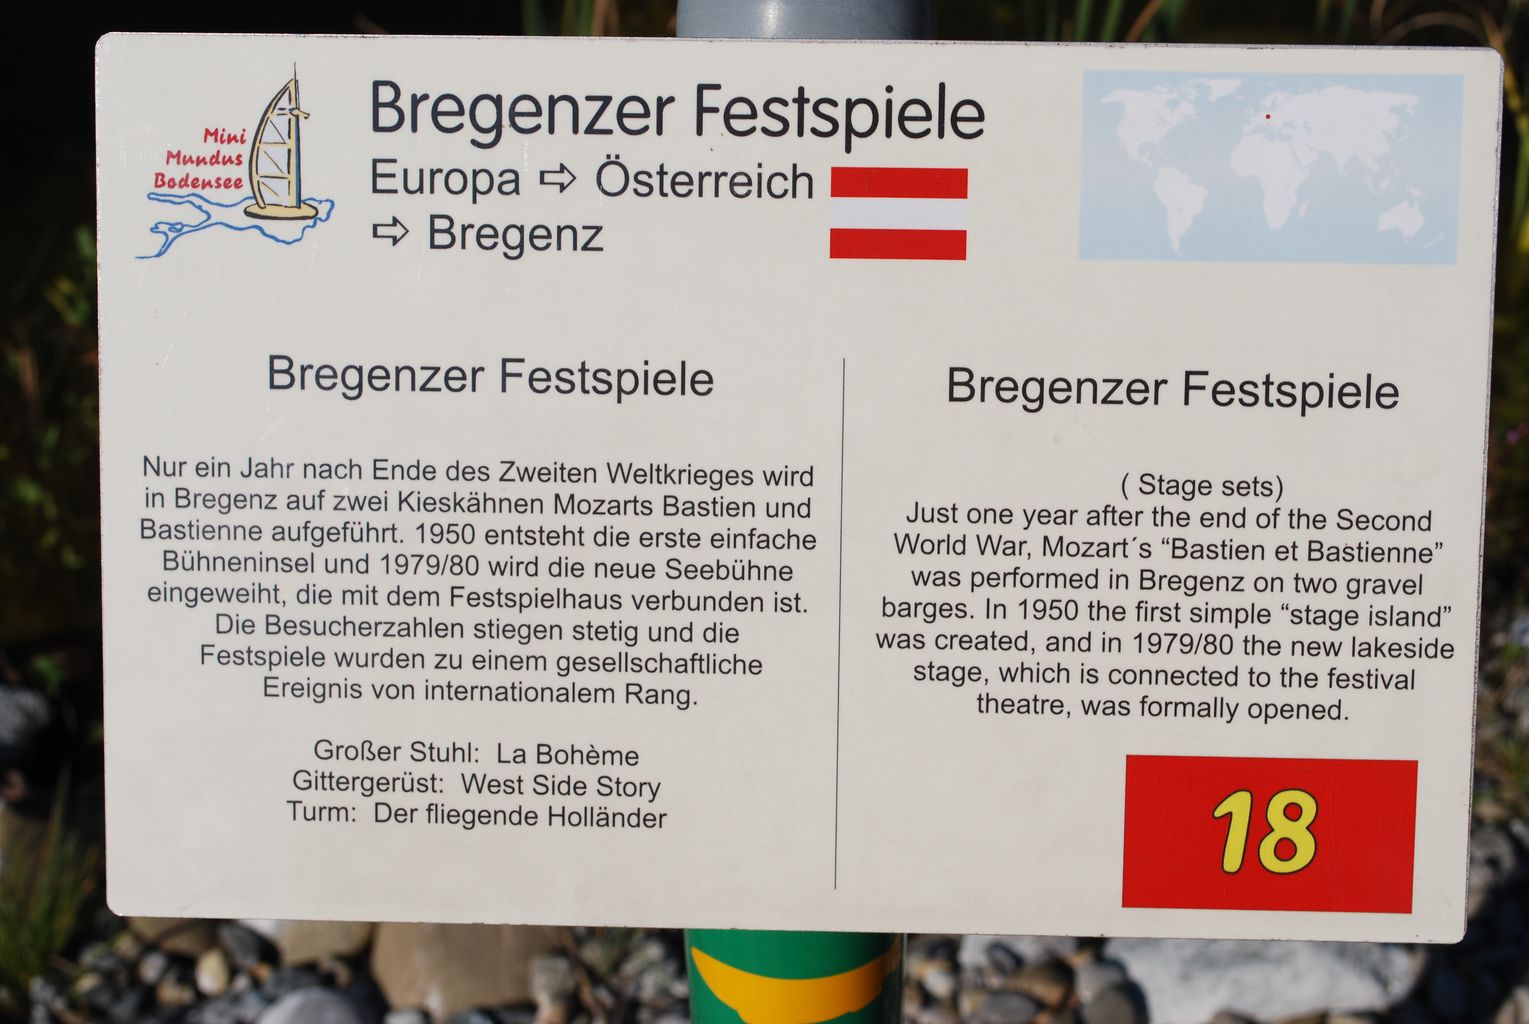 Mini
Mundus
Bodensee
Bregenzer Festspiele
Europa ⇨ Österreich
⇨ Bregenz
Bregenzer Festspiele
Nur ein Jahr nach Ende des Zweiten Weltkrieges wird
in Bregenz auf zwei Kieskähnen Mozarts Bastien und
Bastienne aufgeführt. 1950 entsteht die erste einfache
Bühneninsel und 1979/80 wird die neue Seebühne
eingeweiht, die mit dem Festspielhaus verbunden ist.
Die Besucherzahlen stiegen stetig und die
Festspiele wurden zu einem gesellschaftliche
Ereignis von internationalem Rang.
Großer Stuhl: La Bohème
Gittergerüst: West Side Story
Turm: Der fliegende Holländer
Bregenzer Festspiele
( Stage sets)
Just one year after the end of the Second
World War, Mozart´s “Bastien et Bastienne”
was performed in Bregenz on two gravel
barges. In 1950 the first simple “stage island”
was created, and in 1979/80 the new lakeside
stage, which is connected to the festival
theatre, was formally opened.
18